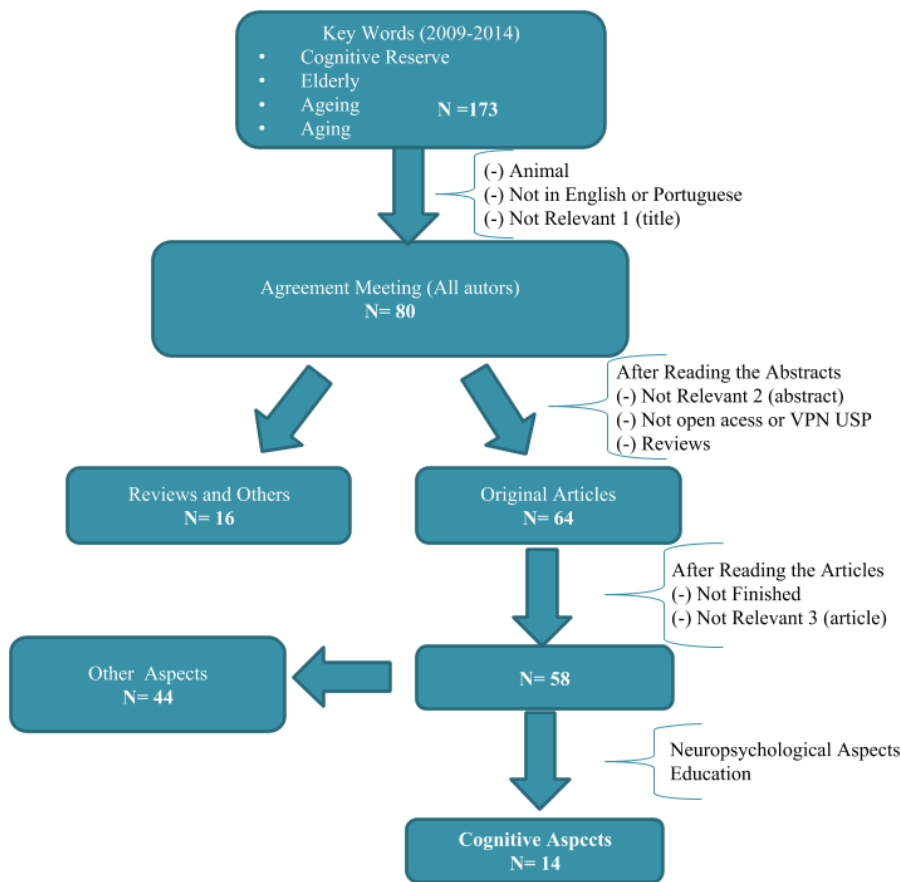 Key Words (2009-2014)
• Cognitive Reserve
• Elderly
• Ageing N =173
• Aging
(-) Animal
(-) Not in English or Portuguese
(-) Not Relevant 1 (title)
Agreement Meeting (All autors)
N= 80
After Reading the Abstracts
(-) Not Relevant 2 (abstract)
(-) Not open acess or VPN USP
(-) Reviews
Reviews and Others
N= 16
Original Articles
N= 64
After Reading the Articles
(-) Not Finished
(-) Not Relevant 3 (article)
Other Aspects
N= 44
N= 58
Neuropsychological Aspects
Education
Cognitive Aspects
N= 14